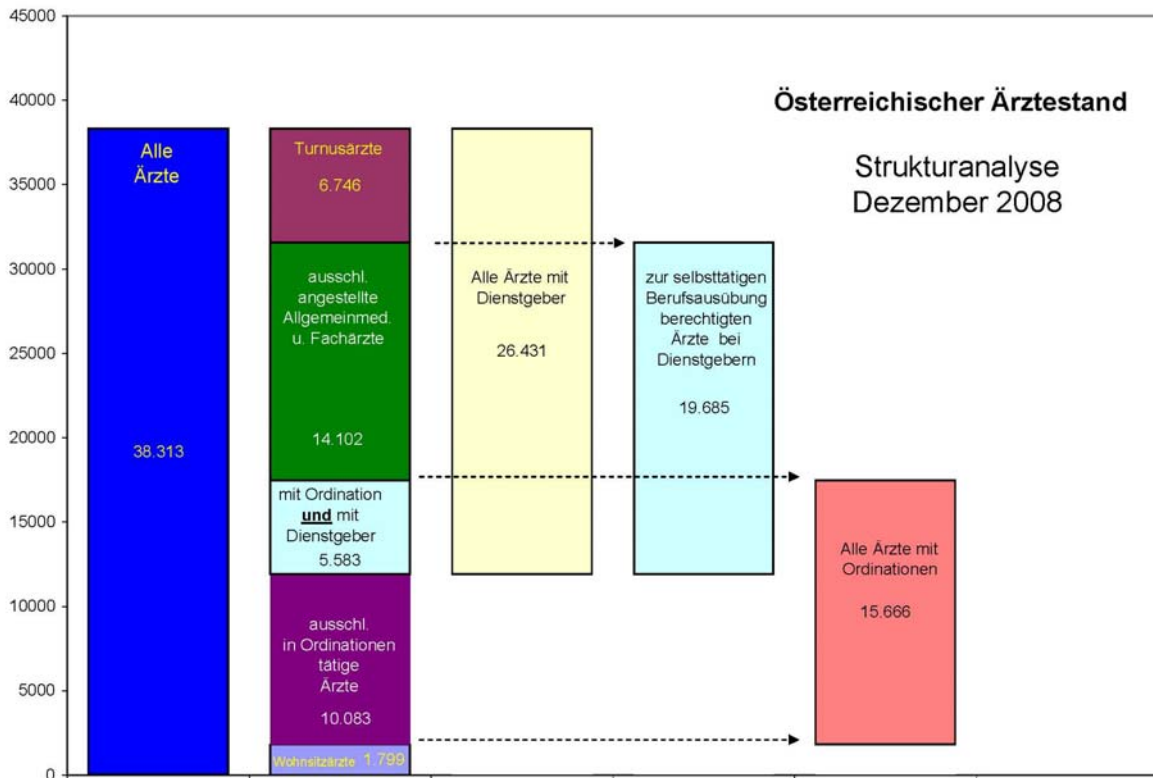 45000
40000
35000
30000
25000
20000
15000
10000
5000
0
Österreichischer Ärztestand
Strukturanalyse
Dezember 2008
Alle
Ärzte
38.313
Turnusärzte
6.746
ausschl.
angestellte
Allgemeinmed.
u. Fachärzte
14.102
mit Ordination
und mit
Dienstgeber
5.583
ausschl.
in Ordinationen
tätige
Ärzte
10.083
Wohnsitzärzte 1.799
Alle Ärzte mit
Dienstgeber
26.431
zur selbsttätigen
Berufsausübung
berechtigten
Ärzte bei
Dienstgebern
19.685
Alle Ärzte mit
Ordinationen
15.666